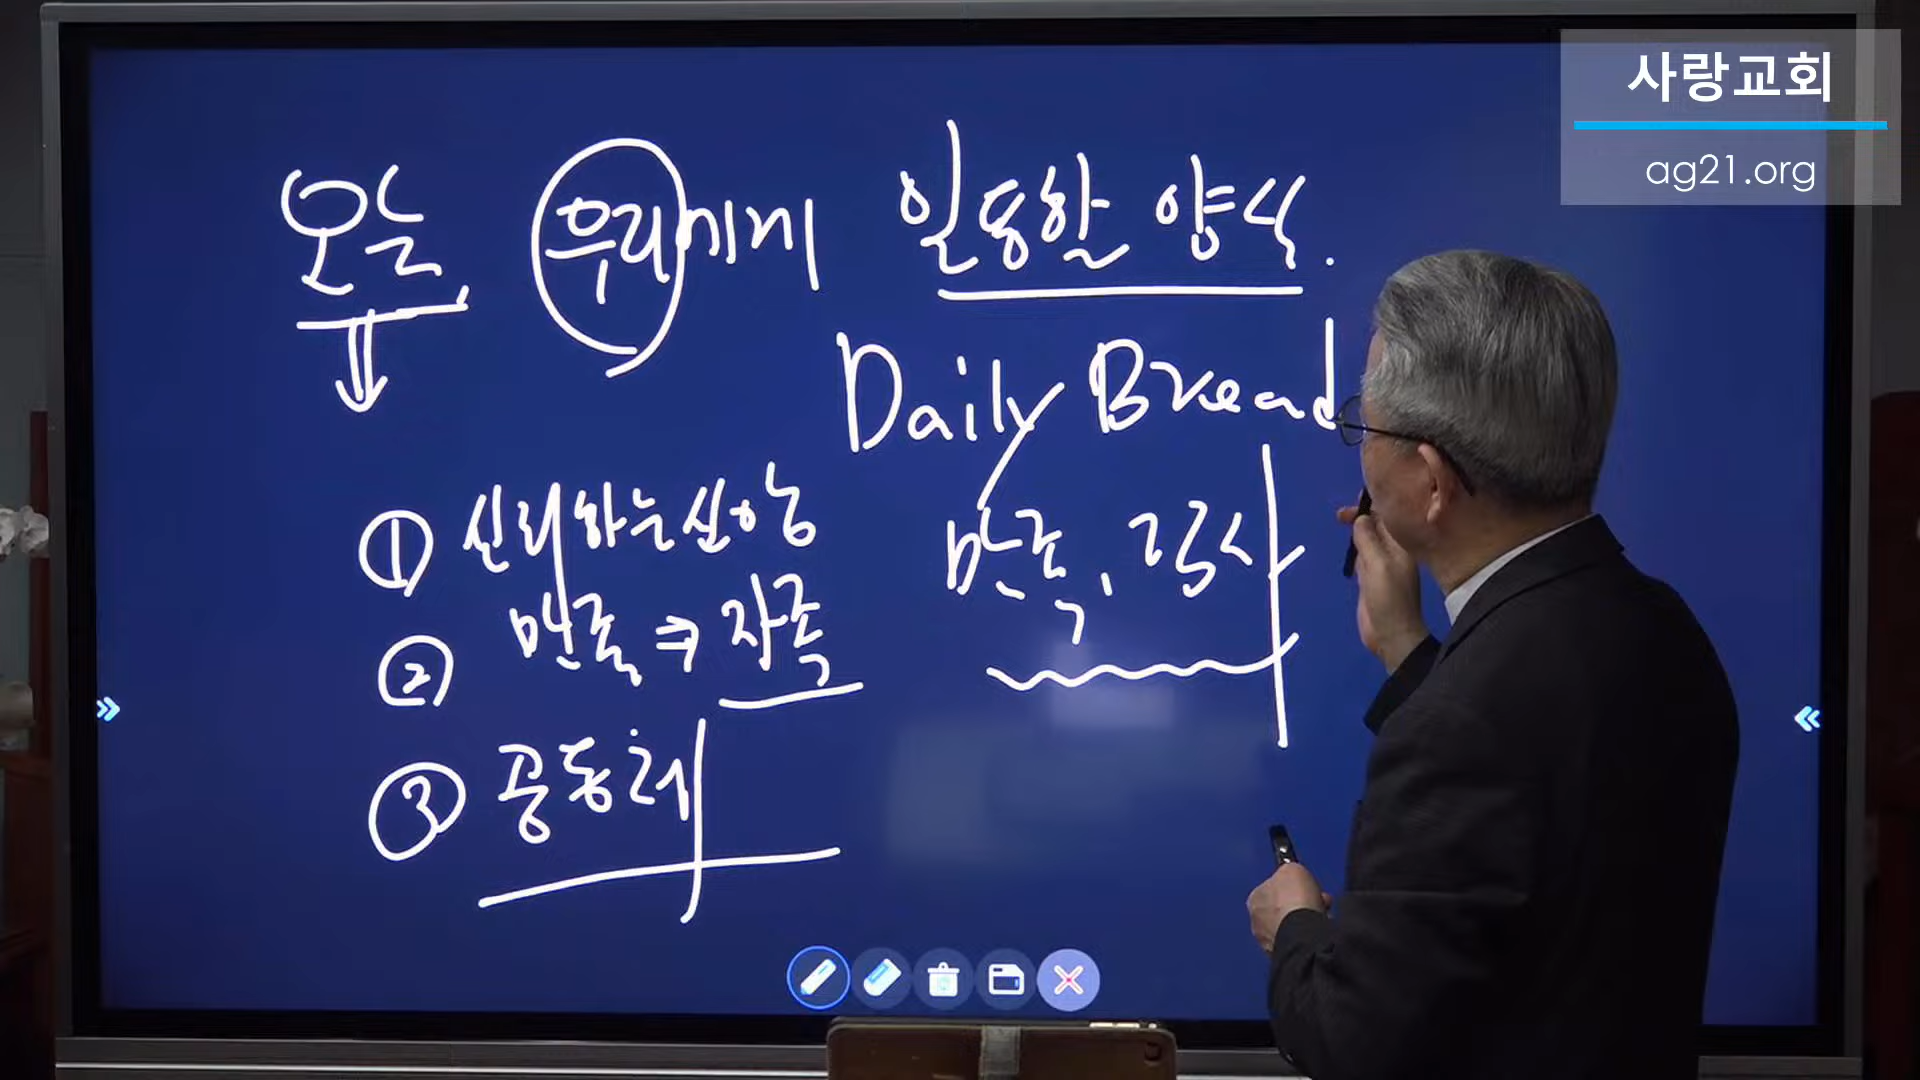 사랑교회
ag21.org
오늘 우리에게 일용할 양식.
Daily Bread
만족, 감사
① 신뢰하는 신앙
② 만족 ⇒ 자족
③ 공동체